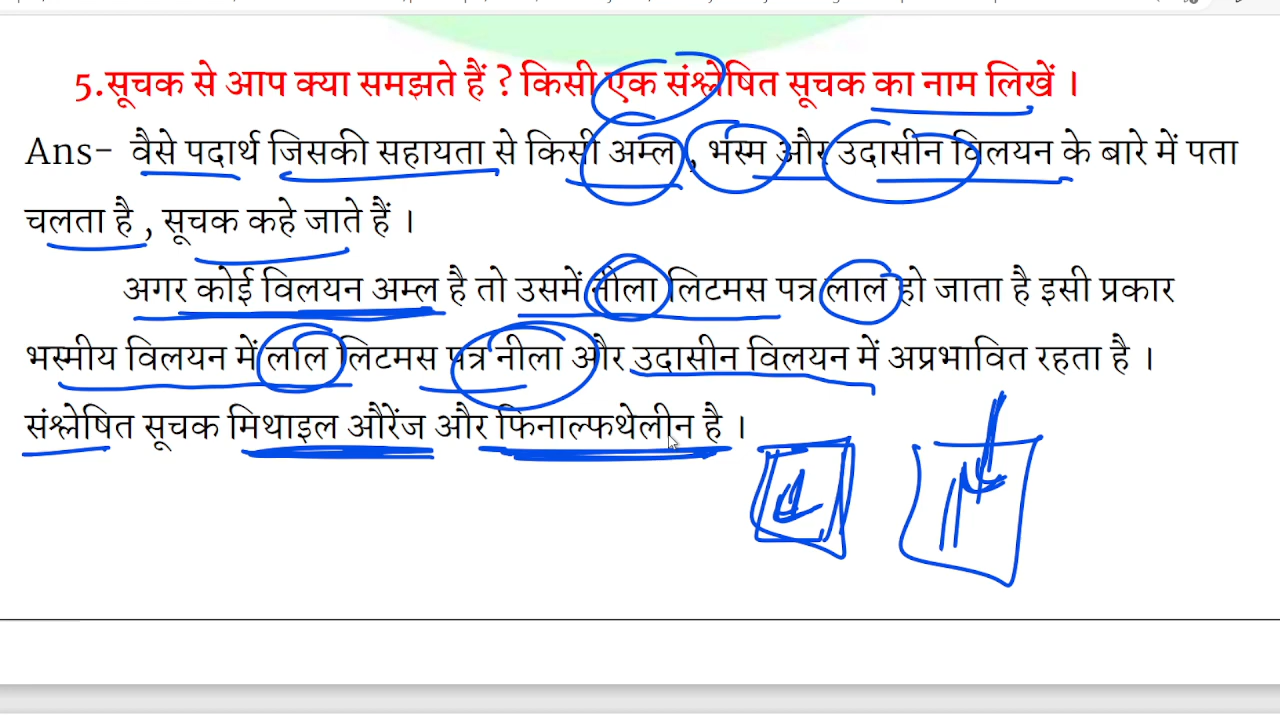 5.सूचक से आप क्या समझते हैं ? किसी एक संश्लेषित सूचक का नाम लिखें ।
Ans- वैसे पदार्थ जिसकी सहायता से किसी अम्ल , भस्म और उदासीन विलयन के बारे में पता
चलता है , सूचक कहे जाते हैं ।
अगर कोई विलयन अम्ल है तो उसमें नीला लिटमस पत्र लाल हो जाता है इसी प्रकार
भस्मीय विलयन में लाल लिटमस पत्र नीला और उदासीन विलयन में अप्रभावित रहता है ।
संश्लेषित सूचक मिथाइल औरेंज और फिनाल्फथेलीन है ।